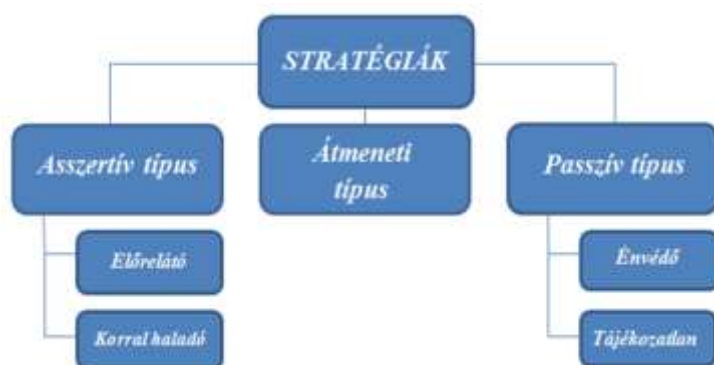 STRATÉGIÁK
Asszertív típus
Átmeneti
típus
Passzív típus
Előrelátó
Énvédő
Korral haladó
Tájékozatlan